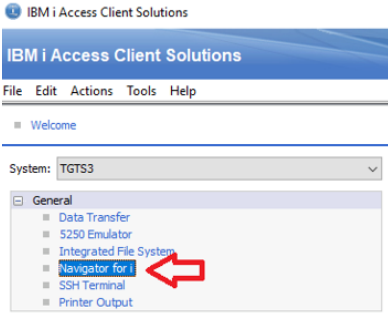 IBM i Access Client Solutions
IBM i Access Client Solutions
File Edit Actions Tools Help
Welcome
System: TGTS3
General
Data Transfer
5250 Emulator
Integrated File System
Navigator for i
SSH Terminal
Printer Output